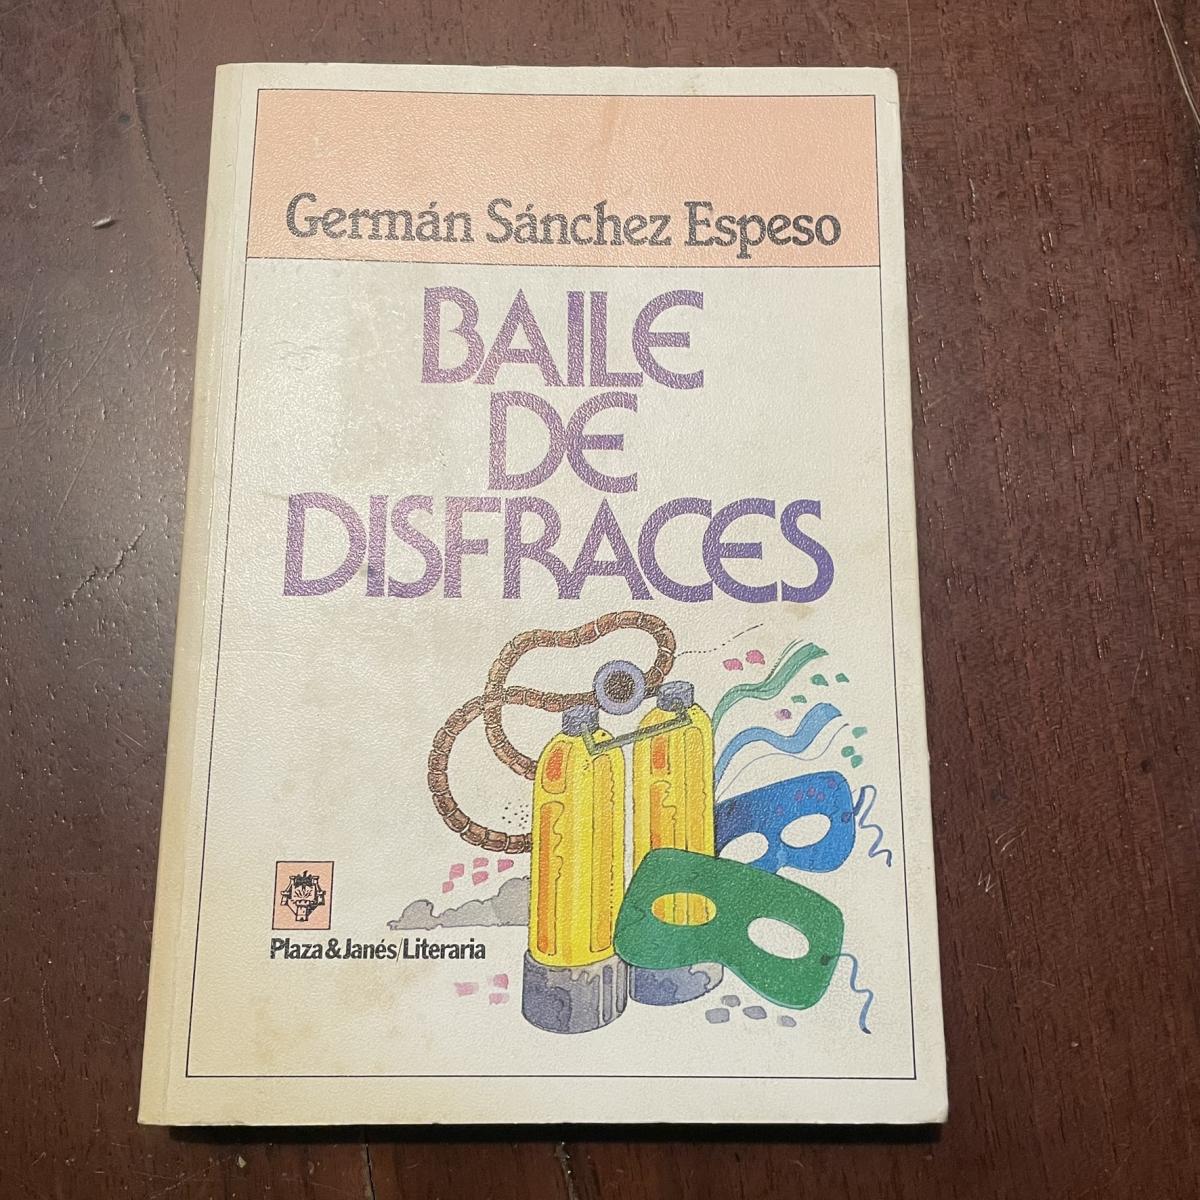 Germán Sánchez Espeso
BAILE
DE
DISFRACES
Plaza & Janés/Literaria